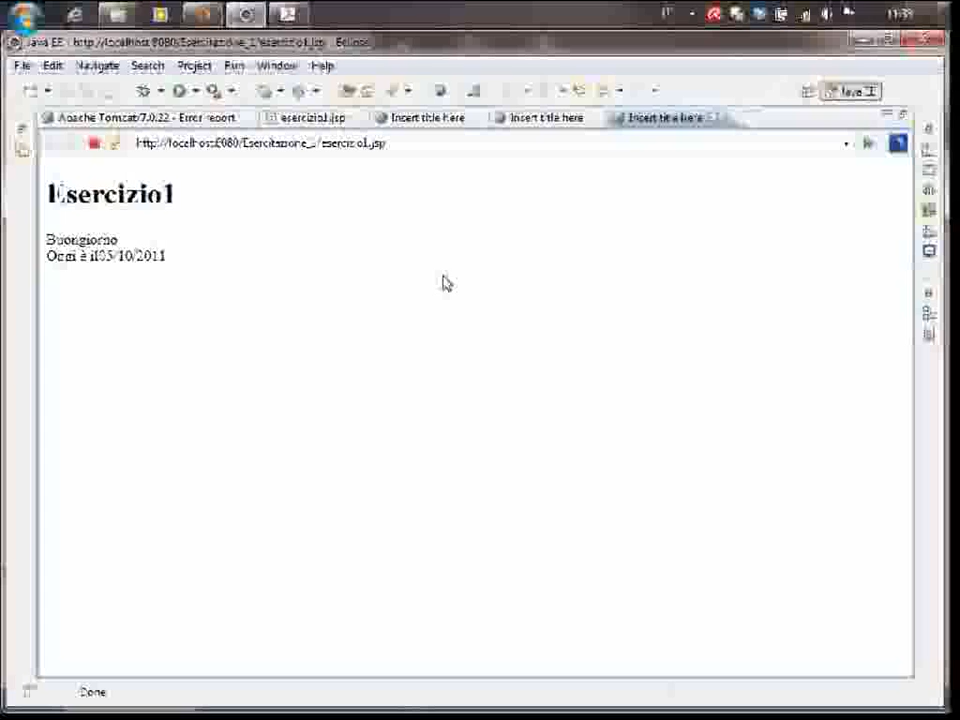 11:33
Java EE - http://localhost:8080/Esercitazione_1/esercizio1.jsp - Eclipse
File Edit Navigate Search Project Run Window Help
Java EE
Apache Tomcat/7.0.22 - Error report esercizio1.jsp Insert title here Insert title here Insert title here
http://localhost:8080/Esercitazione_1/esercizio1.jsp
Esercizio1
Buongiorno
Oggi è il05/10/2011
Done